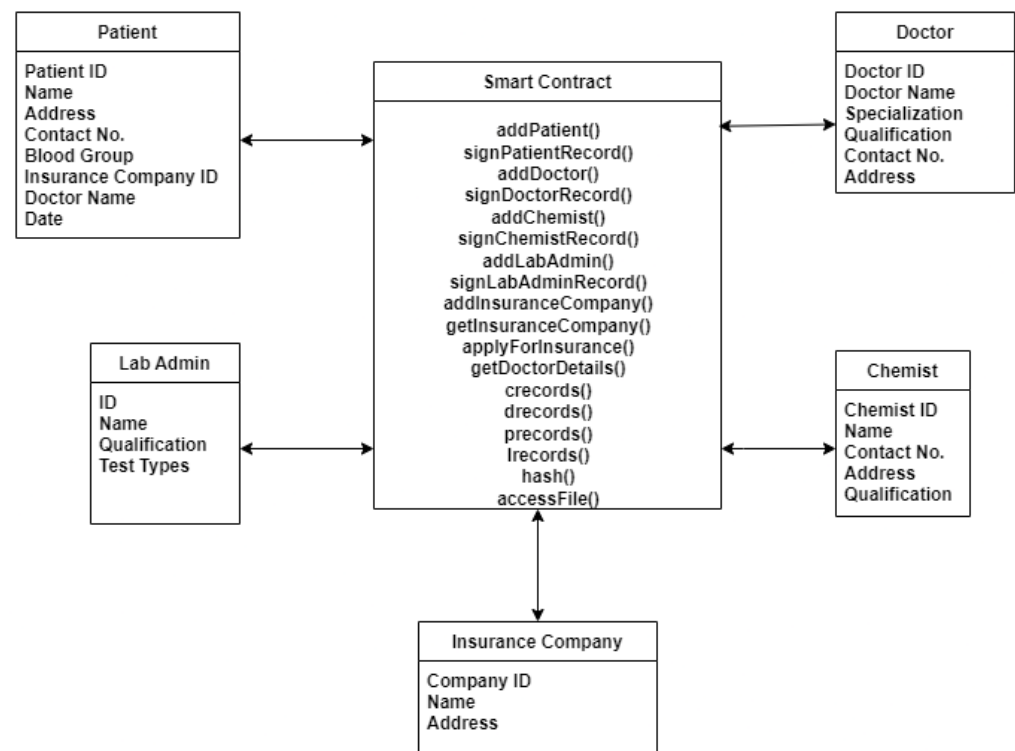 Patient
Patient ID
Name
Address
Contact No.
Blood Group
Insurance Company ID
Doctor Name
Date
Smart Contract
addPatient()
signPatientRecord()
addDoctor()
signDoctorRecord()
addChemist()
signChemistRecord()
addLabAdmin()
signLabAdminRecord()
addInsuranceCompany()
getInsuranceCompany()
applyForInsurance()
getDoctorDetails()
crecords()
drecords()
precords()
lrecords()
hash()
accessFile()
Doctor
Doctor ID
Doctor Name
Specialization
Qualification
Contact No.
Address
Lab Admin
ID
Name
Qualification
Test Types
Chemist
Chemist ID
Name
Contact No.
Address
Qualification
Insurance Company
Company ID
Name
Address